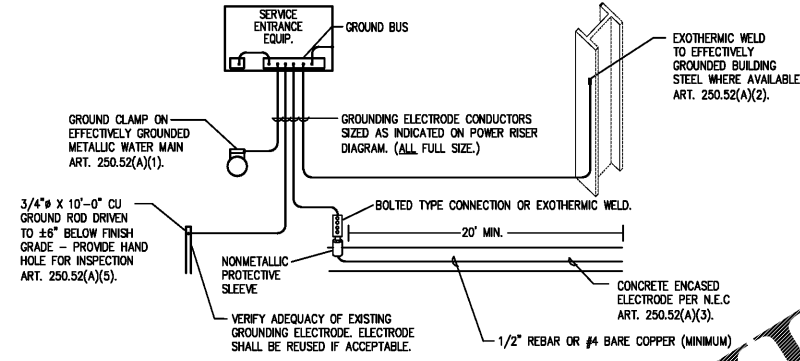 SERVICE
ENTRANCE
EQUIP.
GROUND BUS
EXOTHERMIC WELD
TO EFFECTIVELY
GROUNDED BUILDING
STEEL WHERE AVAILABLE
ART. 250.52(A)(2).
GROUND CLAMP ON
EFFECTIVELY GROUNDED
METALLIC WATER MAIN
ART. 250.52(A)(1).
GROUNDING ELECTRODE CONDUCTORS
SIZED AS INDICATED ON POWER RISER
DIAGRAM. (ALL FULL SIZE.)
3/4"ø X 10'-0" CU
GROUND ROD DRIVEN
TO ±6" BELOW FINISH
GRADE - PROVIDE HAND
HOLE FOR INSPECTION
ART. 250.52(A)(5).
BOLTED TYPE CONNECTION OR EXOTHERMIC WELD.
20' MIN.
NONMETALLIC
PROTECTIVE
SLEEVE
CONCRETE ENCASED
ELECTRODE PER N.E.C
ART. 250.52(A)(3).
VERIFY ADEQUACY OF EXISTING
GROUNDING ELECTRODE. ELECTRODE
SHALL BE REUSED IF ACCEPTABLE.
1/2" REBAR OR #4 BARE COPPER (MINIMUM)